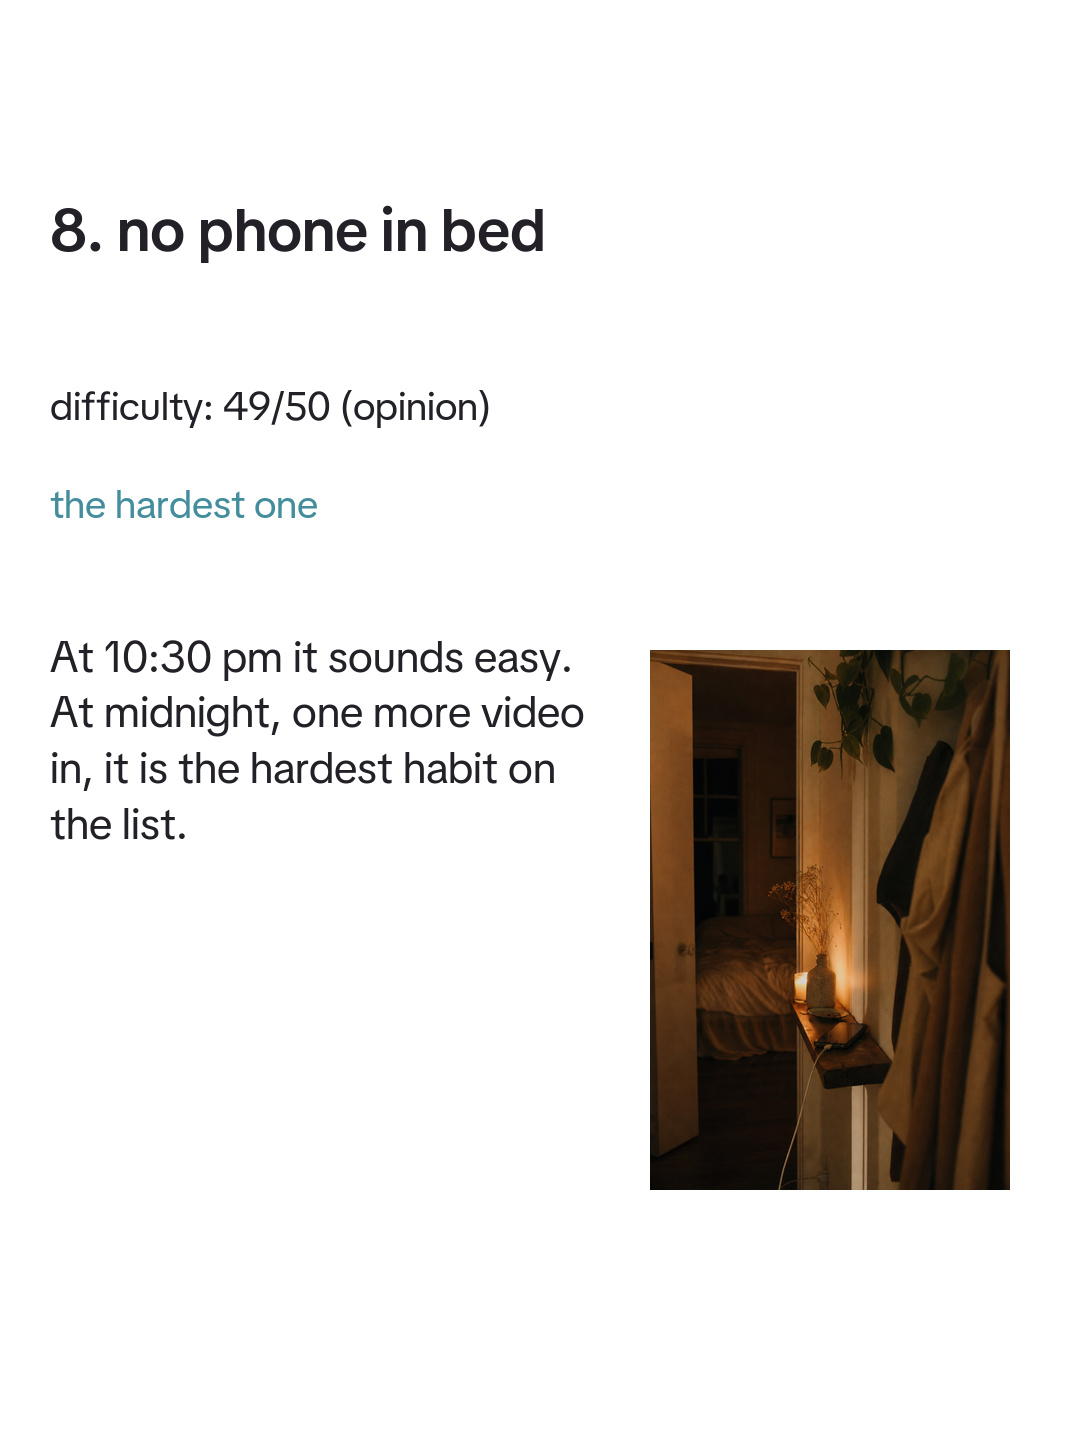 8. no phone in bed
difficulty: 49/50 (opinion)
the hardest one
At 10:30 pm it sounds easy.
At midnight, one more video
in, it is the hardest habit on
the list.